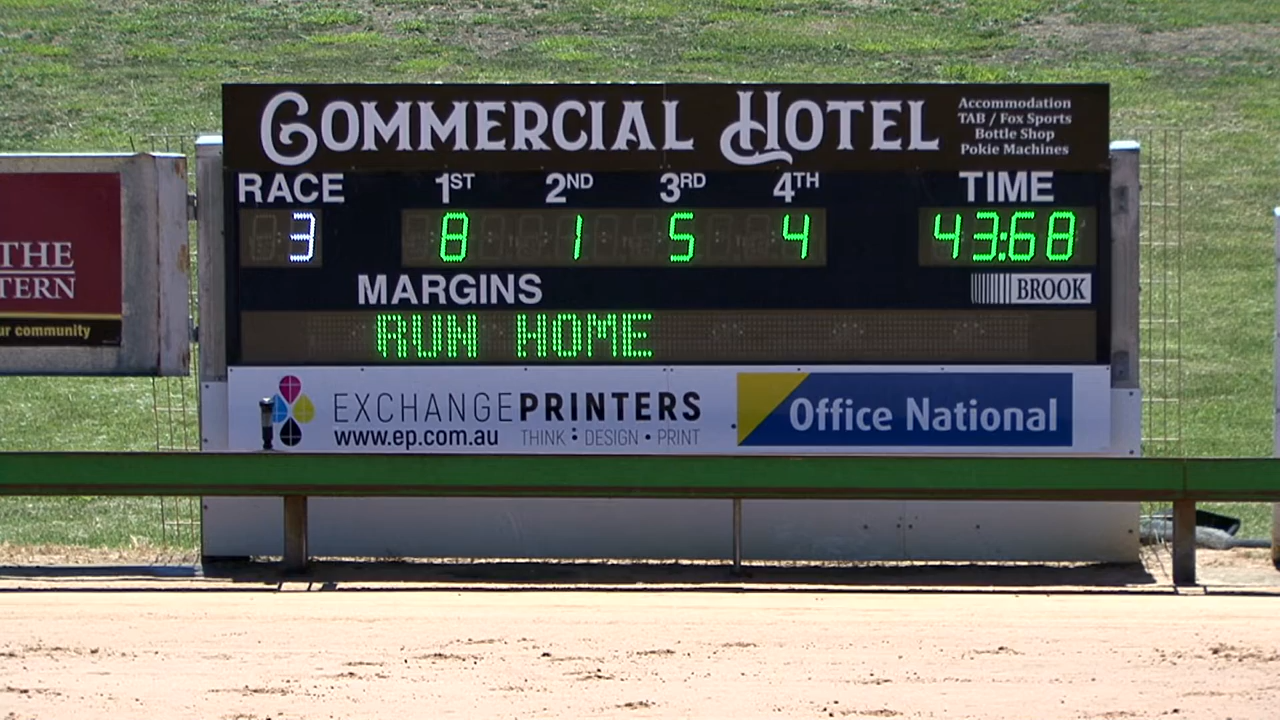 COMMERCIAL HOTEL
Accommodation
TAB / Fox Sports
Bottle Shop
Pokie Machines
RACE 1ST 2ND 3RD 4TH TIME
3 8 1 5 4 43:68
MARGINS
BROOK
RUN HOME
THE
TERN
ur community
EXCHANGEPRINTERS
www.ep.com.au THINK : DESIGN • PRINT
Office National